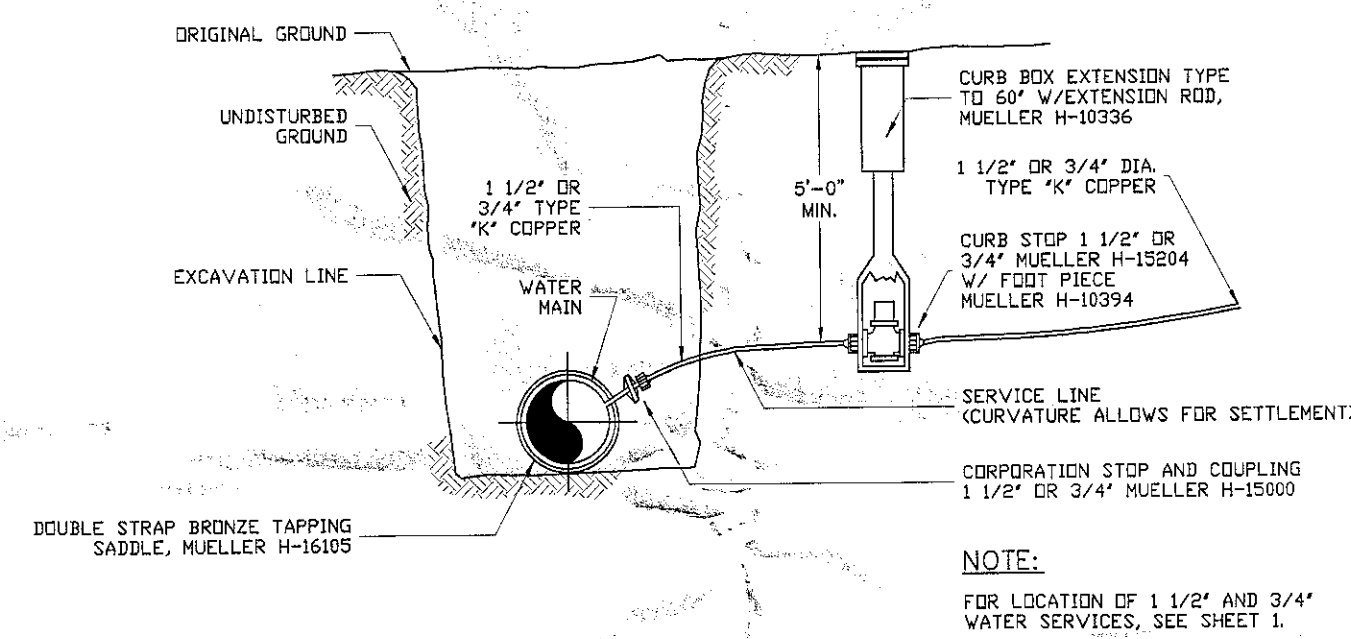 ORIGINAL GROUND
UNDISTURBED
GROUND
EXCAVATION LINE
1 1/2" OR
3/4" TYPE
"K" COPPER
WATER
MAIN
DOUBLE STRAP BRONZE TAPPING
SADDLE, MUELLER H-16105
5'-0"
MIN.
CURB BOX EXTENSION TYPE
TO 60" W/EXTENSION ROD,
MUELLER H-10336
1 1/2" OR 3/4" DIA.
TYPE "K" COPPER
CURB STOP 1 1/2" OR
3/4" MUELLER H-15204
W/ FOOT PIECE
MUELLER H-10394
SERVICE LINE
(CURVATURE ALLOWS FOR SETTLEMENT)
CORPORATION STOP AND COUPLING
1 1/2" OR 3/4" MUELLER H-15000
NOTE:
FOR LOCATION OF 1 1/2" AND 3/4"
WATER SERVICES, SEE SHEET 1.